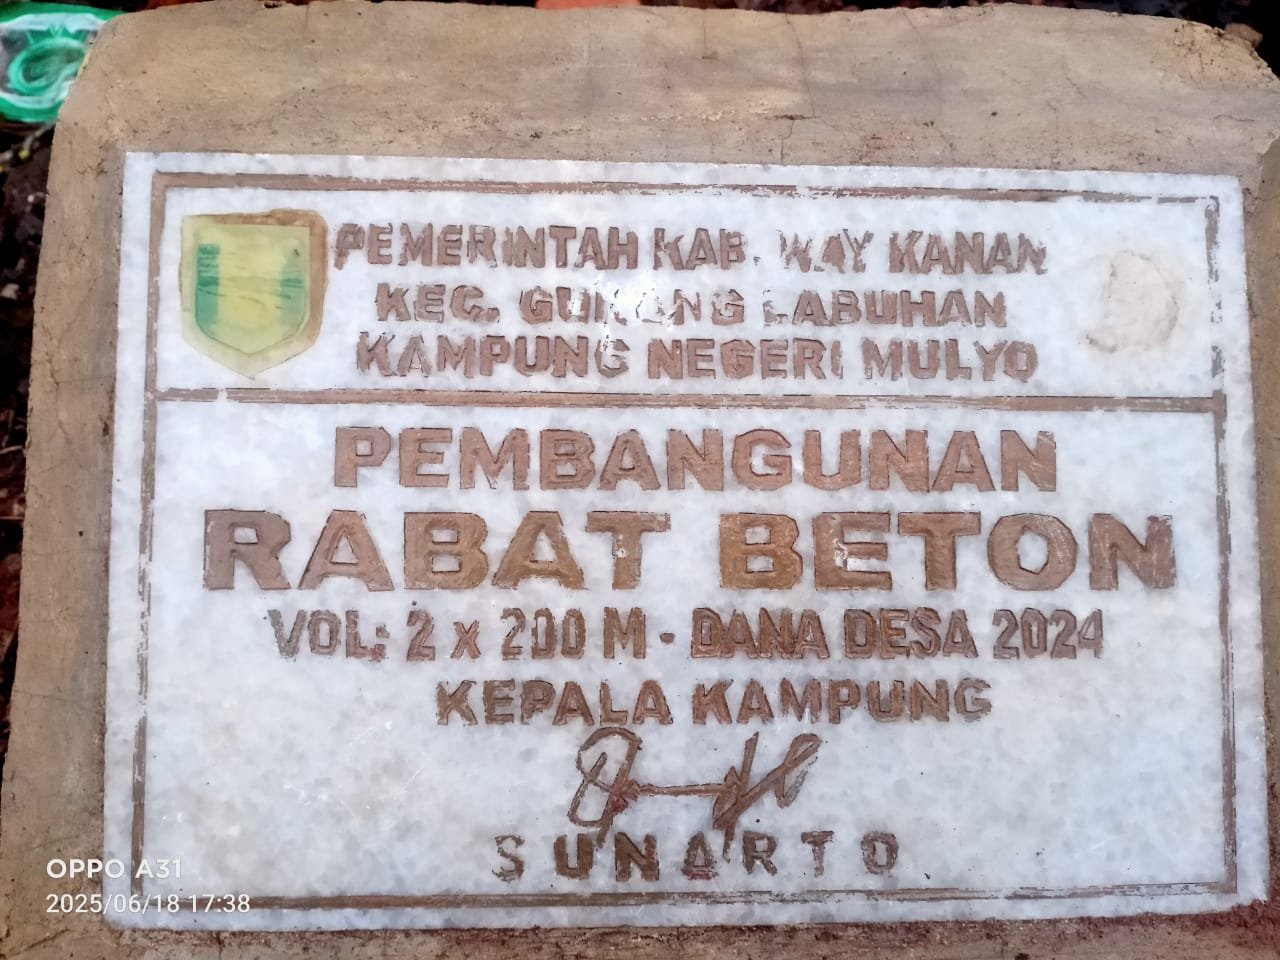 PEMERINTAH KAB. WAY KANAN
KEC. GUNUNG LABUHAN
KAMPUNG NEGERI MULYO
PEMBANGUNAN
RABAT BETON
VOL: 2 x 200 M - DANA DESA 2024
KEPALA KAMPUNG
SUNARTO
OPPO A31
2025/06/18 17:38